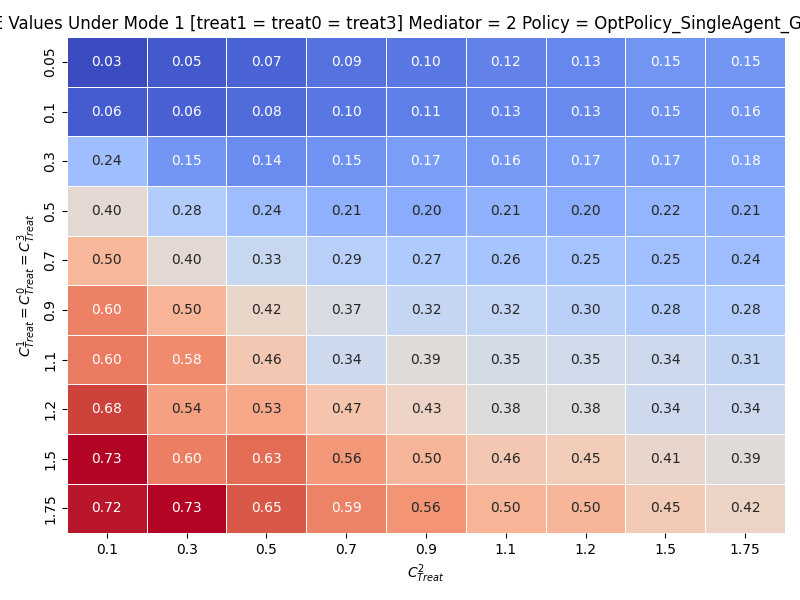 E Values Under Mode 1 [treat1 = treat0 = treat3] Mediator = 2 Policy = OptPolicy_SingleAgent_G
0.05 0.03 0.05 0.07 0.09 0.10 0.12 0.13 0.15 0.15
0.1 0.06 0.06 0.08 0.10 0.11 0.13 0.13 0.15 0.16
0.3 0.24 0.15 0.14 0.15 0.17 0.16 0.17 0.17 0.18
0.5 0.40 0.28 0.24 0.21 0.20 0.21 0.20 0.22 0.21
0.7 0.50 0.40 0.33 0.29 0.27 0.26 0.25 0.25 0.24
0.9 0.60 0.50 0.42 0.37 0.32 0.32 0.30 0.28 0.28
1.1 0.60 0.58 0.46 0.34 0.39 0.35 0.35 0.34 0.31
1.2 0.68 0.54 0.53 0.47 0.43 0.38 0.38 0.34 0.34
1.5 0.73 0.60 0.63 0.56 0.50 0.46 0.45 0.41 0.39
1.75 0.72 0.73 0.65 0.59 0.56 0.50 0.50 0.45 0.42
0.1 0.3 0.5 0.7 0.9 1.1 1.2 1.5 1.75
C^1_{Treat} = C^0_{Treat} = C^3_{Treat}
C^2_{Treat}